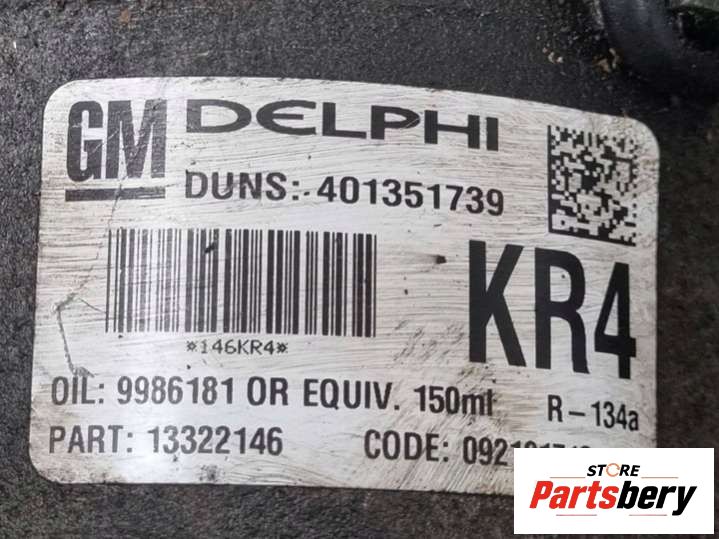 GM DELPHI
DUNS: 401351739
*146KR4*
KR4
OIL: 9986181 OR EQUIV. 150ml R-134a
PART: 13322146 CODE:
STORE
Partsbery